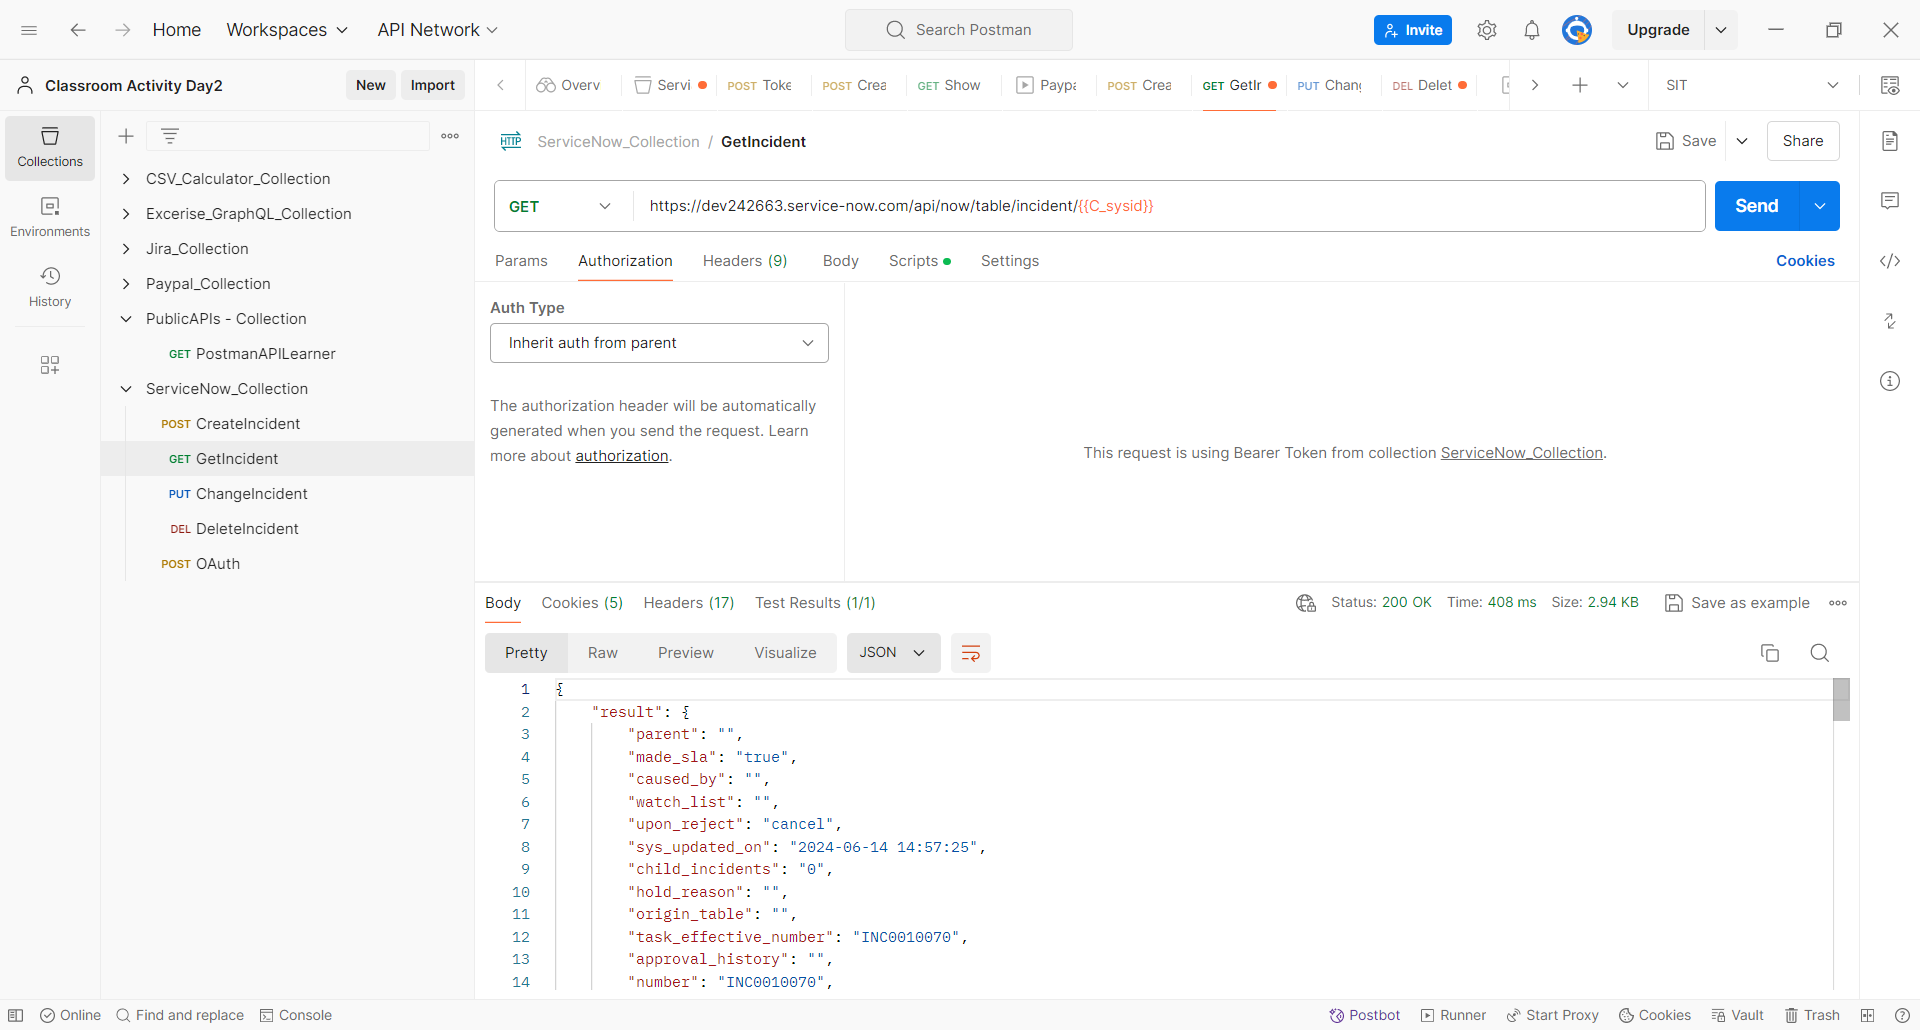 Home Workspaces API Network Search Postman Invite Upgrade
Classroom Activity Day2 New Import Overv Servi POST Toke POST Crea GET Show Paypa POST Crea GET GetIr PUT Chang DEL Delet SIT
Collections
Environments
History
CSV_Calculator_Collection
Excerise_GraphQL_Collection
Jira_Collection
Paypal_Collection
PublicAPIs - Collection
GET PostmanAPILearner
ServiceNow_Collection
POST CreateIncident
GET GetIncident
PUT ChangeIncident
DEL DeleteIncident
POST OAuth
HTTP ServiceNow_Collection / GetIncident Save Share
GET https://dev242663.service-now.com/api/now/table/incident/{{C_sysid}} Send
Params Authorization Headers (9) Body Scripts Settings Cookies
Auth Type
Inherit auth from parent
The authorization header will be automatically
generated when you send the request. Learn
more about authorization.
This request is using Bearer Token from collection ServiceNow_Collection.
Body Cookies (5) Headers (17) Test Results (1/1) Status: 200 OK Time: 408 ms Size: 2.94 KB Save as example
Pretty Raw Preview Visualize JSON
1 {
2 "result": {
3 "parent": "",
4 "made_sla": "true",
5 "caused_by": "",
6 "watch_list": "",
7 "upon_reject": "cancel",
8 "sys_updated_on": "2024-06-14 14:57:25",
9 "child_incidents": "0",
10 "hold_reason": "",
11 "origin_table": "",
12 "task_effective_number": "INC0010070",
13 "approval_history": "",
14 "number": "INC0010070",
Online Find and replace Console Postbot Runner Start Proxy Cookies Vault Trash